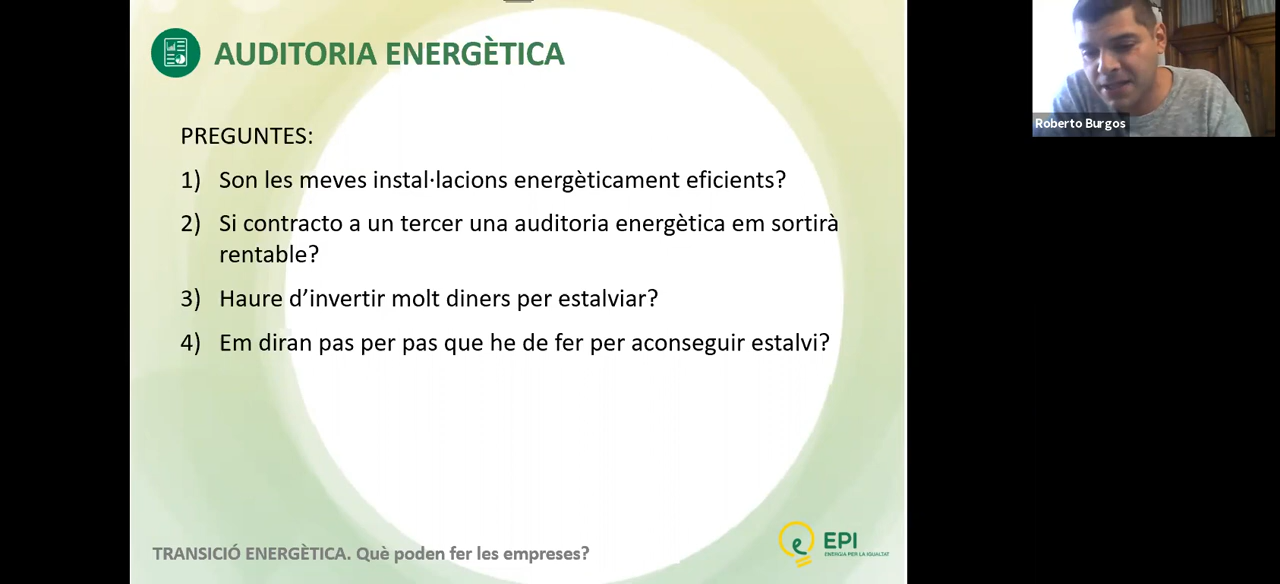 AUDITORIA ENERGÈTICA
PREGUNTES:
1) Son les meves instal·lacions energèticament eficients?
2) Si contracto a un tercer una auditoria energètica em sortirà
rentable?
3) Haure d'invertir molt diners per estalviar?
4) Em diran pas per pas que he de fer per aconseguir estalvi?
TRANSICIÓ ENERGÈTICA. Què poden fer les empreses?
e
EPI
ENERGIA PER LA IGUALTAT
Roberto Burgos